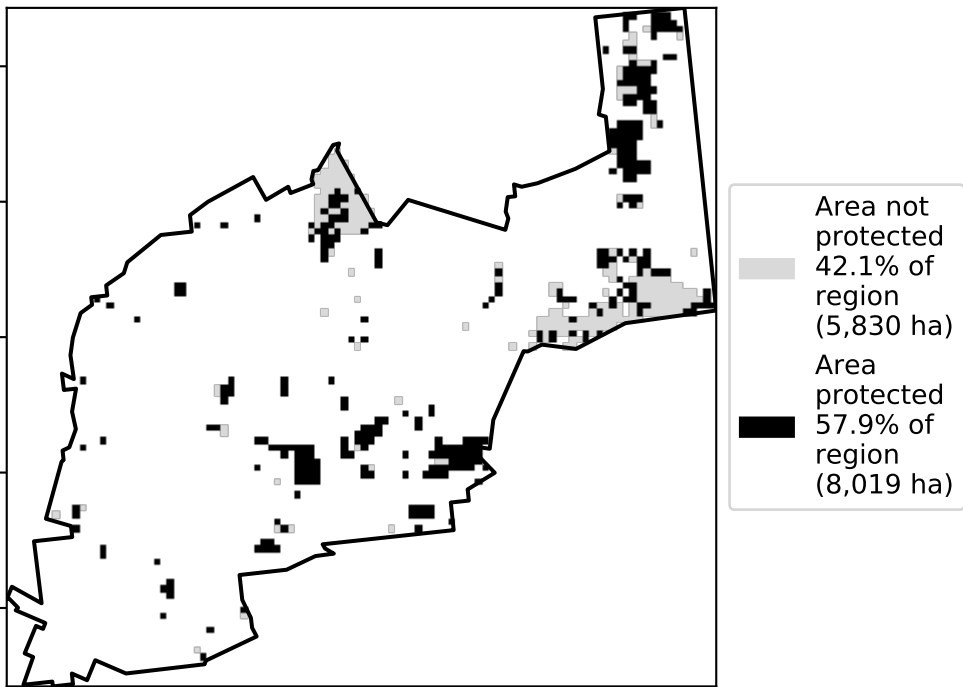 Area not
protected
42.1% of
region
(5,830 ha)
Area
protected
57.9% of
region
(8,019 ha)